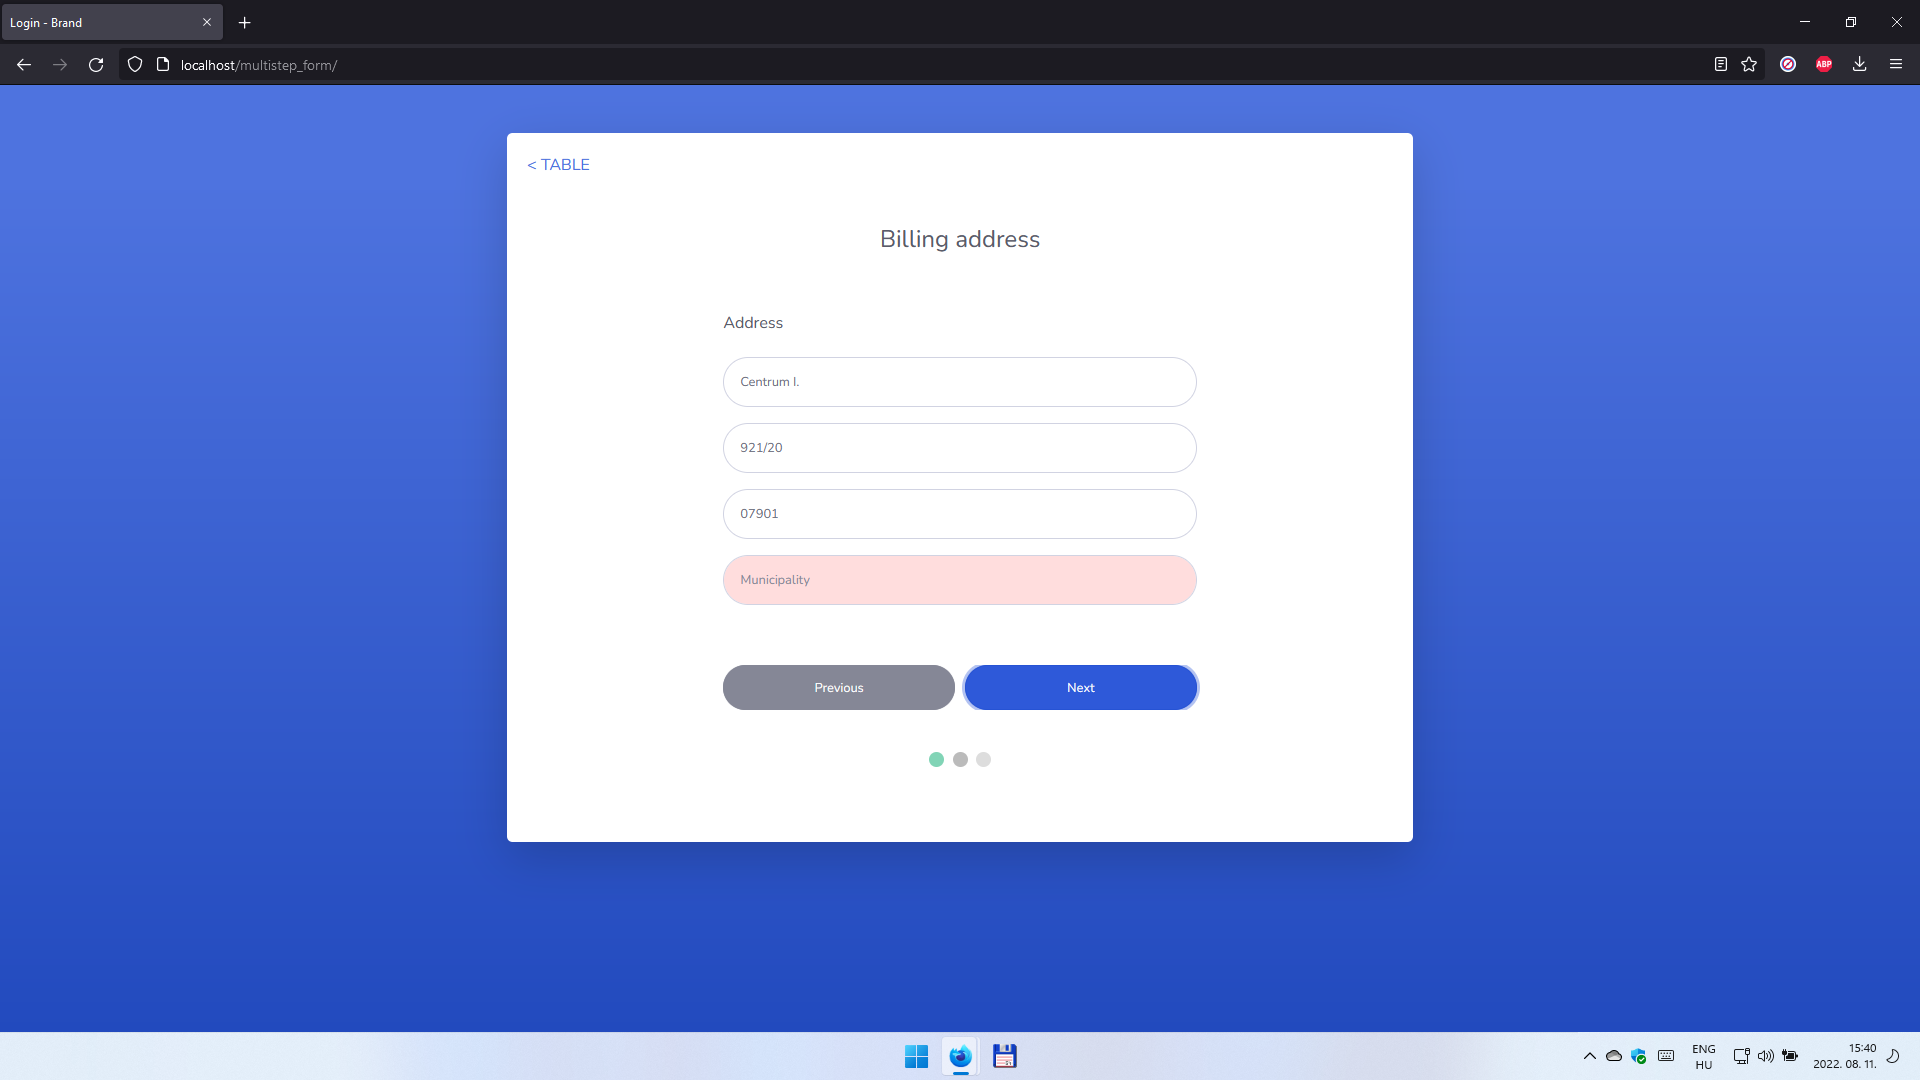 Login - Brand
localhost/multistep_form/
ABP
< TABLE
Billing address
Address
Centrum I.
921/20
07901
Municipality
Previous
Next
ENG
HU
15:40
2022. 08. 11.